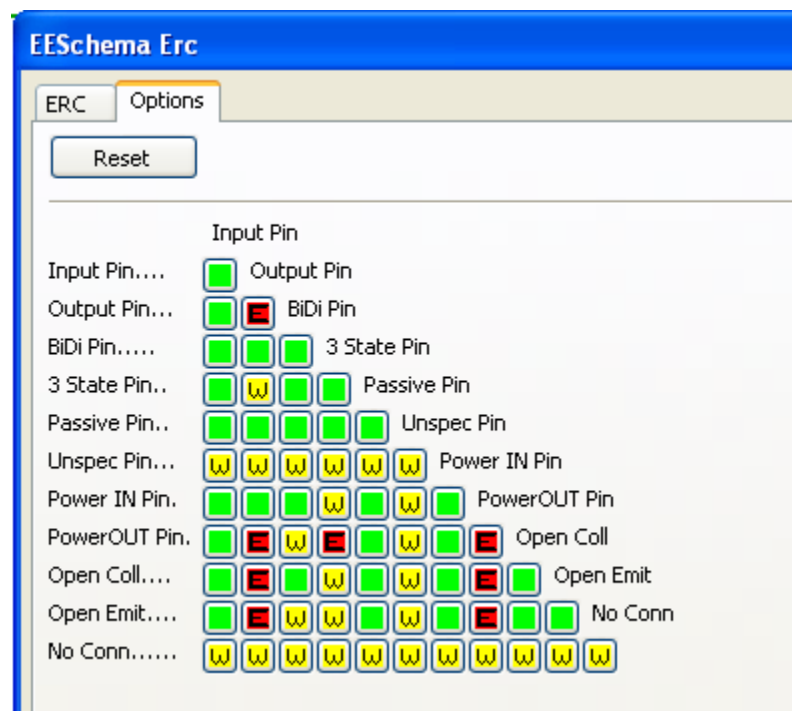 EESchema Erc
ERC Options
Reset
Input Pin
Input Pin.... Output Pin
Output Pin... E BiDi Pin
BiDi Pin..... 3 State Pin
3 State Pin.. W Passive Pin
Passive Pin.. Unspec Pin
Unspec Pin... W W W W W W Power IN Pin
Power IN Pin. W W PowerOUT Pin
PowerOUT Pin. E W E W E Open Coll
Open Coll.... E W W E Open Emit
Open Emit.... E W W W E No Conn
No Conn...... W W W W W W W W W W W